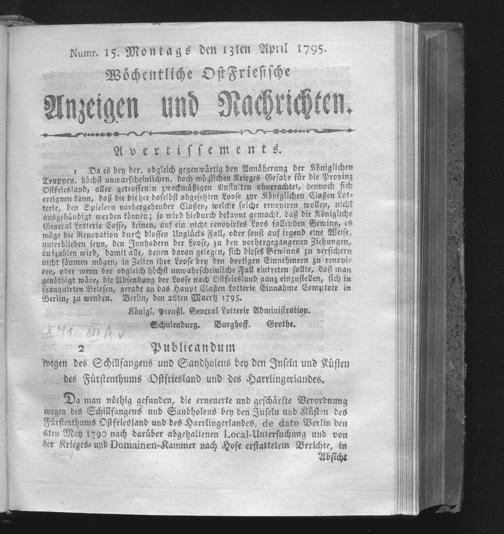 Numr. 15. Montags den 13ten April 1795.
Wöchentliche OstFriesische
Anzeigen und Nachrichten.
Avertissements.
1 Da es bey der, obgleich gegenwärtig bey Annäherung der Königlichen
Truppen, höchst unwarscheinlichen, doch möglichen Krieges Gefahr für die Provinz
Ostfriesland, aller getroffenen zweckmäßigen Anstalten ohnerachtet, dennoch sich
ereignen kann, daß die bisher daselbst abgesetzten Loose zur Königlichen Classen Lot-
terie, den Spielern vorhergehender Classen, welche solche renoviren wollen, nicht
ausgehändigt werden können; so wird hiedurch bekannt gemacht, daß die Königliche
General Lotterie Casse, keinen, auf ein nicht renovirtes Loos fallenden Gewinn, es
möge die Renovation durch blossen Unglücks Fall, oder sonst auf irgend eine Weise,
unterblieben seyn, den Innhabern der Loose, zu den vorhergegangenen Ziehungen,
auszahlen wird, damit alle, denen daran gelegen, sich dieses Gewinns zu versichern
nicht säumen mögen, in Zeiten ihre Loose bey den dortigen Einnehmern zu renovi-
ren, oder wenn der obgleich höchst unwahrscheinliche Fall eintreten sollte, daß man
genöthiget wäre, die Absendung der Loose nach Ostfriesland ganz einzustellen, sich in
franquirten Briefen, gerade an das Haupt Classen Lotterie Einnahme Comptoir in
Berlin, zu wenden. Berlin, den 26ten Maertz 1795.
Königl. Preußl. General Lotterie Administration.
Schulenburg. Burghoff. Grothe.
2 Publicandum
wegen des Schillfangens und Sandholens bey den Inseln und Küsten
des Fürstenthums Ostfriesland und des Harrlingerlandes.
Da man nöthig gefunden, die erneuerte und geschärfte Verordnung
wegen des Schillfangens und Sandholens bey den Inseln und Küsten des
Fürstenthums Ostfriesland und des Harrlingerlandes, de dato Berlin den
6ten May 1790 nach darüber abgehaltenen Local-Untersuchung und von
der Krieges- und Domainen-Kammer nach Hofe erstattetem Berichte, in
Absicht